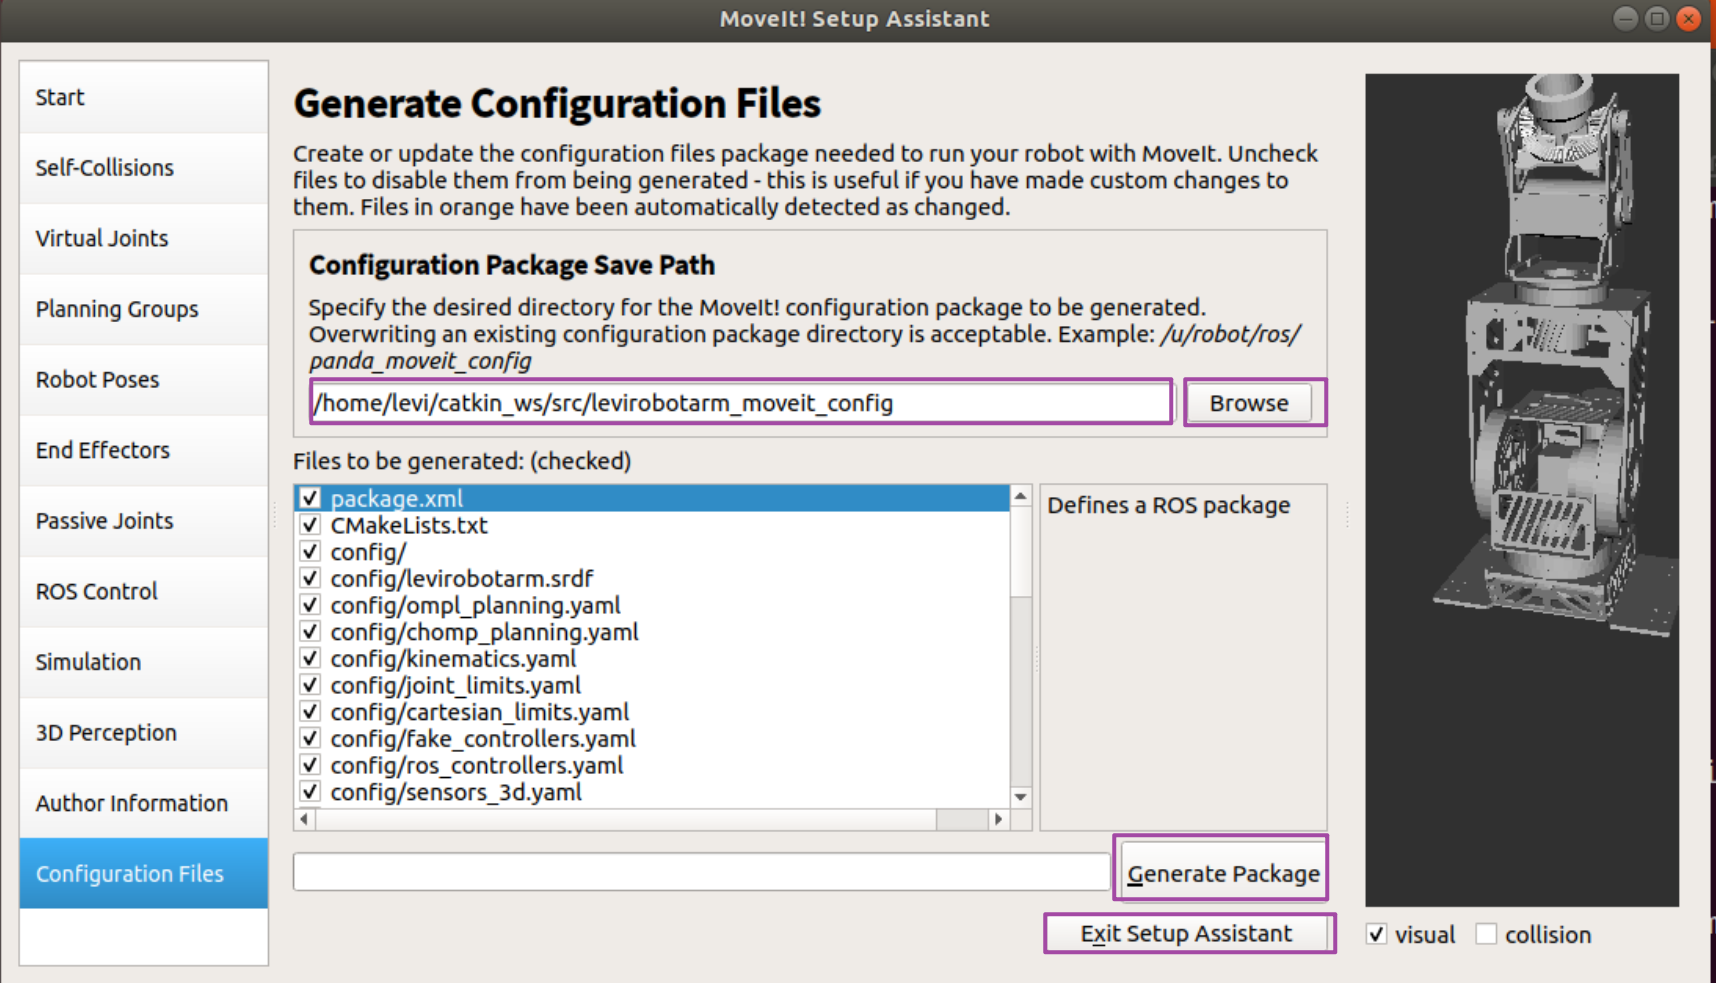 MoveIt! Setup Assistant
Start
Self-Collisions
Virtual Joints
Planning Groups
Robot Poses
End Effectors
Passive Joints
ROS Control
Simulation
3D Perception
Author Information
Configuration Files
Generate Configuration Files
Create or update the configuration files package needed to run your robot with MoveIt. Uncheck
files to disable them from being generated - this is useful if you have made custom changes to
them. Files in orange have been automatically detected as changed.
Configuration Package Save Path
Specify the desired directory for the MoveIt! configuration package to be generated.
Overwriting an existing configuration package directory is acceptable. Example: /u/robot/ros/
panda_moveit_config
/home/levi/catkin_ws/src/levirobotarm_moveit_config
Browse
Files to be generated: (checked)
package.xml
CMakeLists.txt
config/
config/levirobotarm.srdf
config/ompl_planning.yaml
config/chomp_planning.yaml
config/kinematics.yaml
config/joint_limits.yaml
config/cartesian_limits.yaml
config/fake_controllers.yaml
config/ros_controllers.yaml
config/sensors_3d.yaml
Defines a ROS package
Generate Package
Exit Setup Assistant
visual
collision